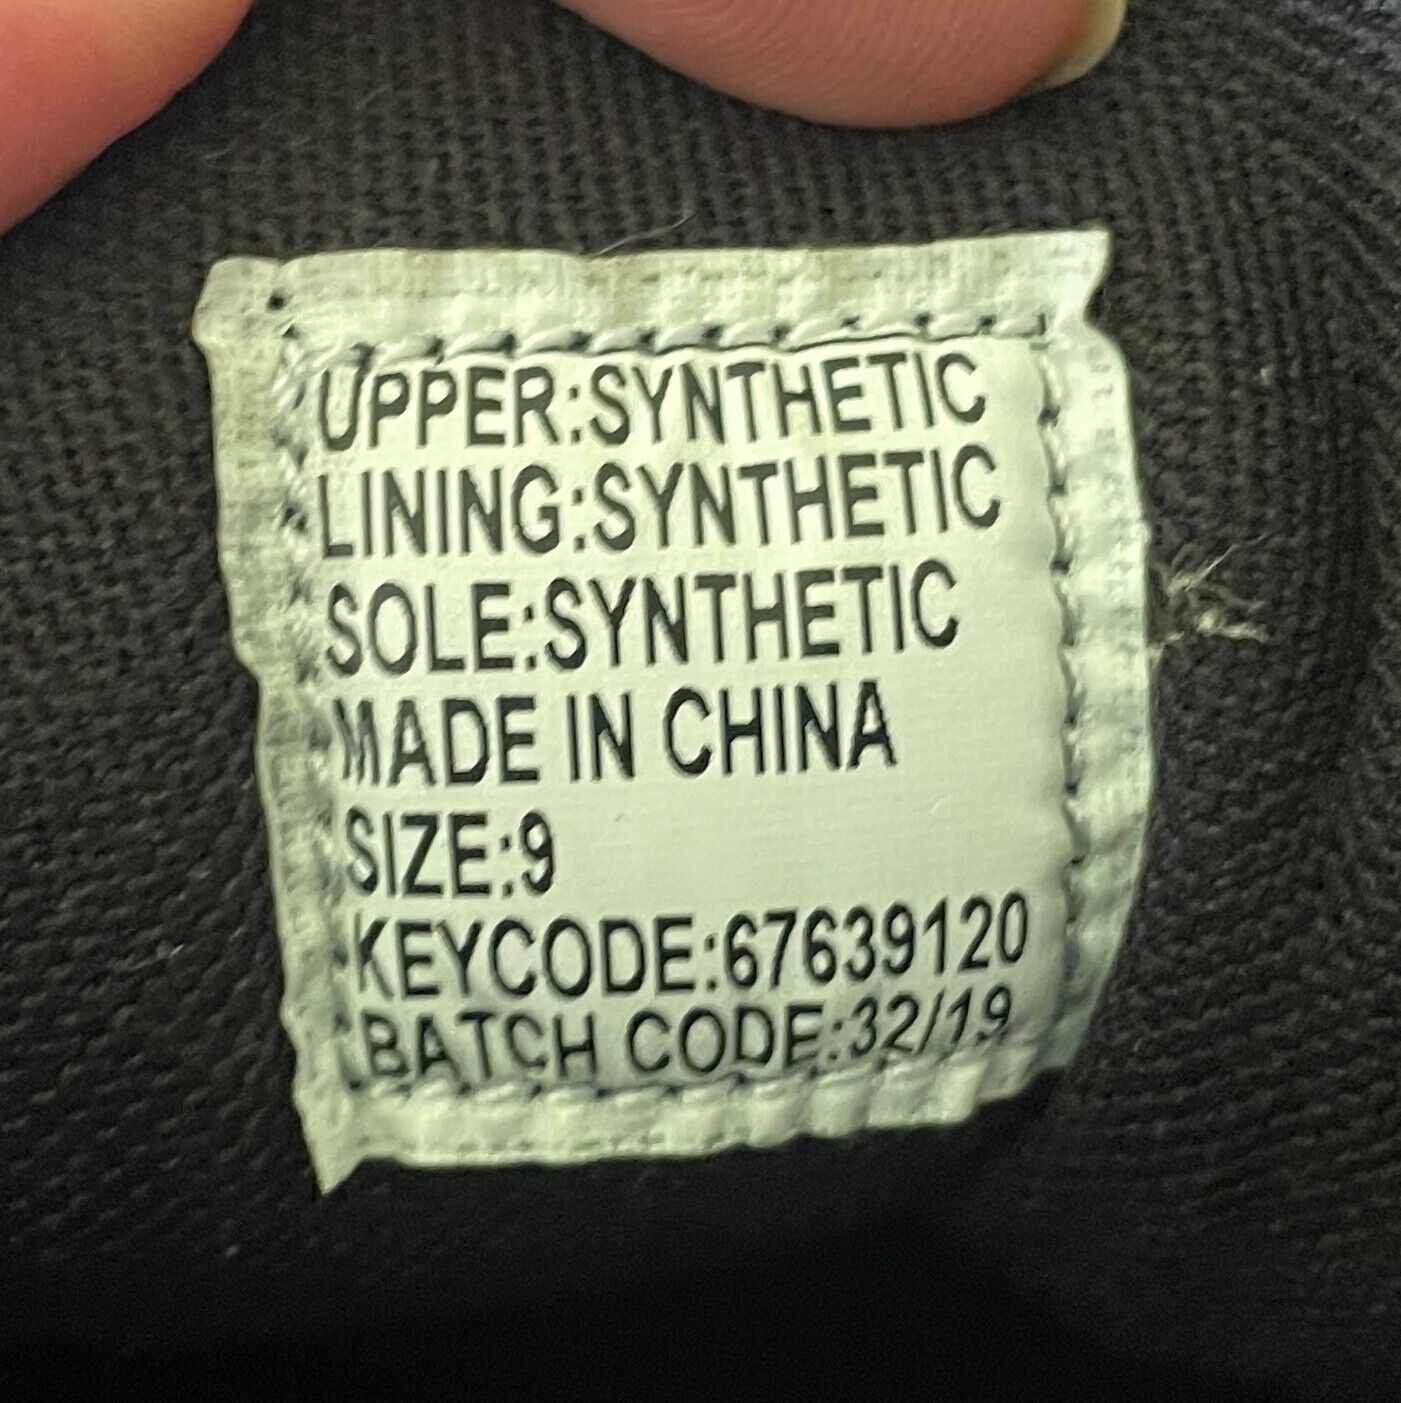 UPPER:SYNTHETIC
LINING:SYNTHETIC
SOLE:SYNTHETIC
MADE IN CHINA
SIZE:9
KEYCODE:67639120
BATCH CODE:32/19